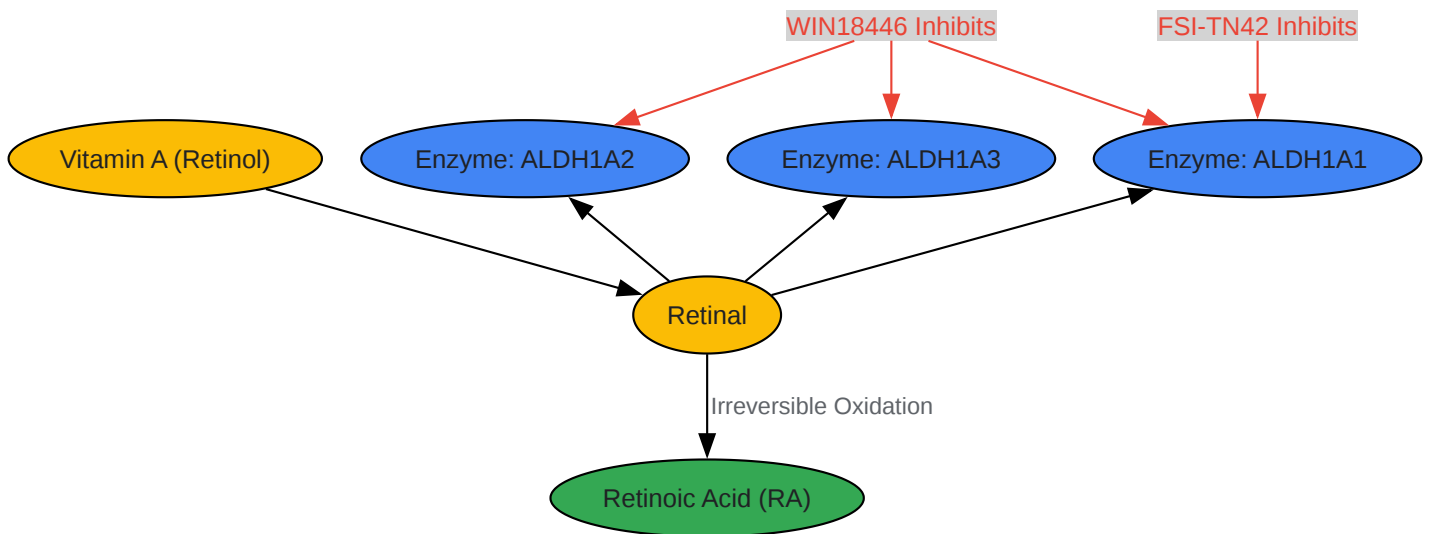 WIN18446 Inhibits
FSI-TN42 Inhibits
Vitamin A (Retinol)
Enzyme: ALDH1A2
Enzyme: ALDH1A3
Enzyme: ALDH1A1
Retinal
Irreversible Oxidation
Retinoic Acid (RA)